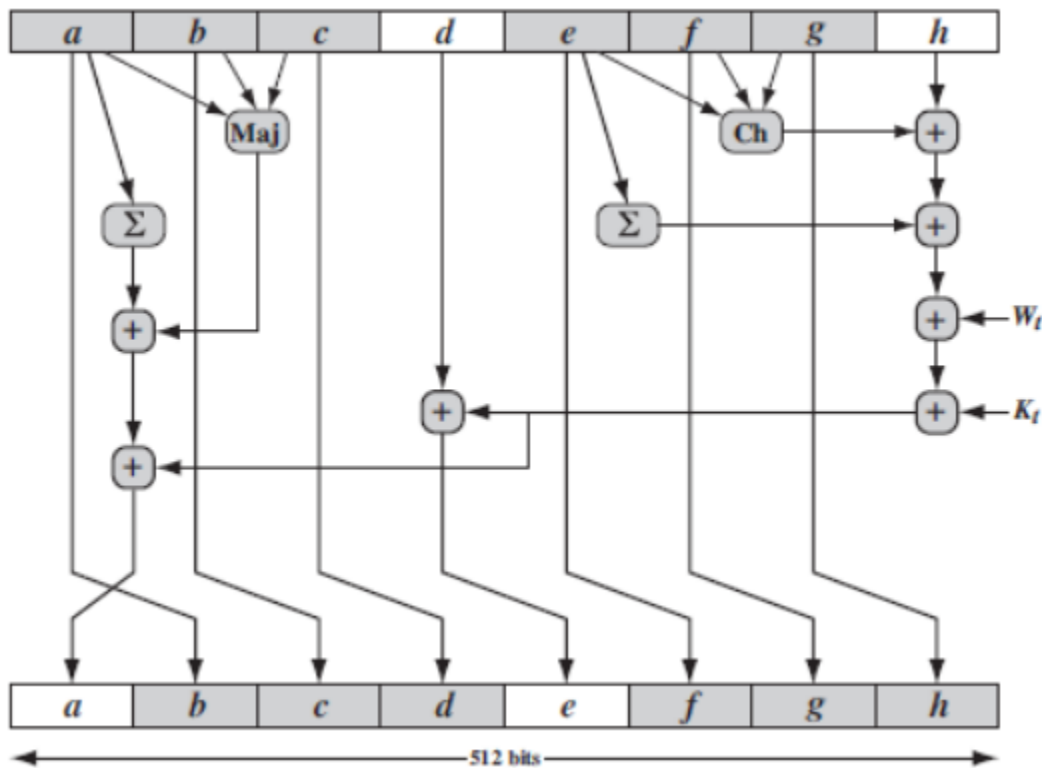 a b c d e f g h
Maj Ch +
Σ Σ +
+ + W_t
+ + K_t
+
a b c d e f g h
512 bits